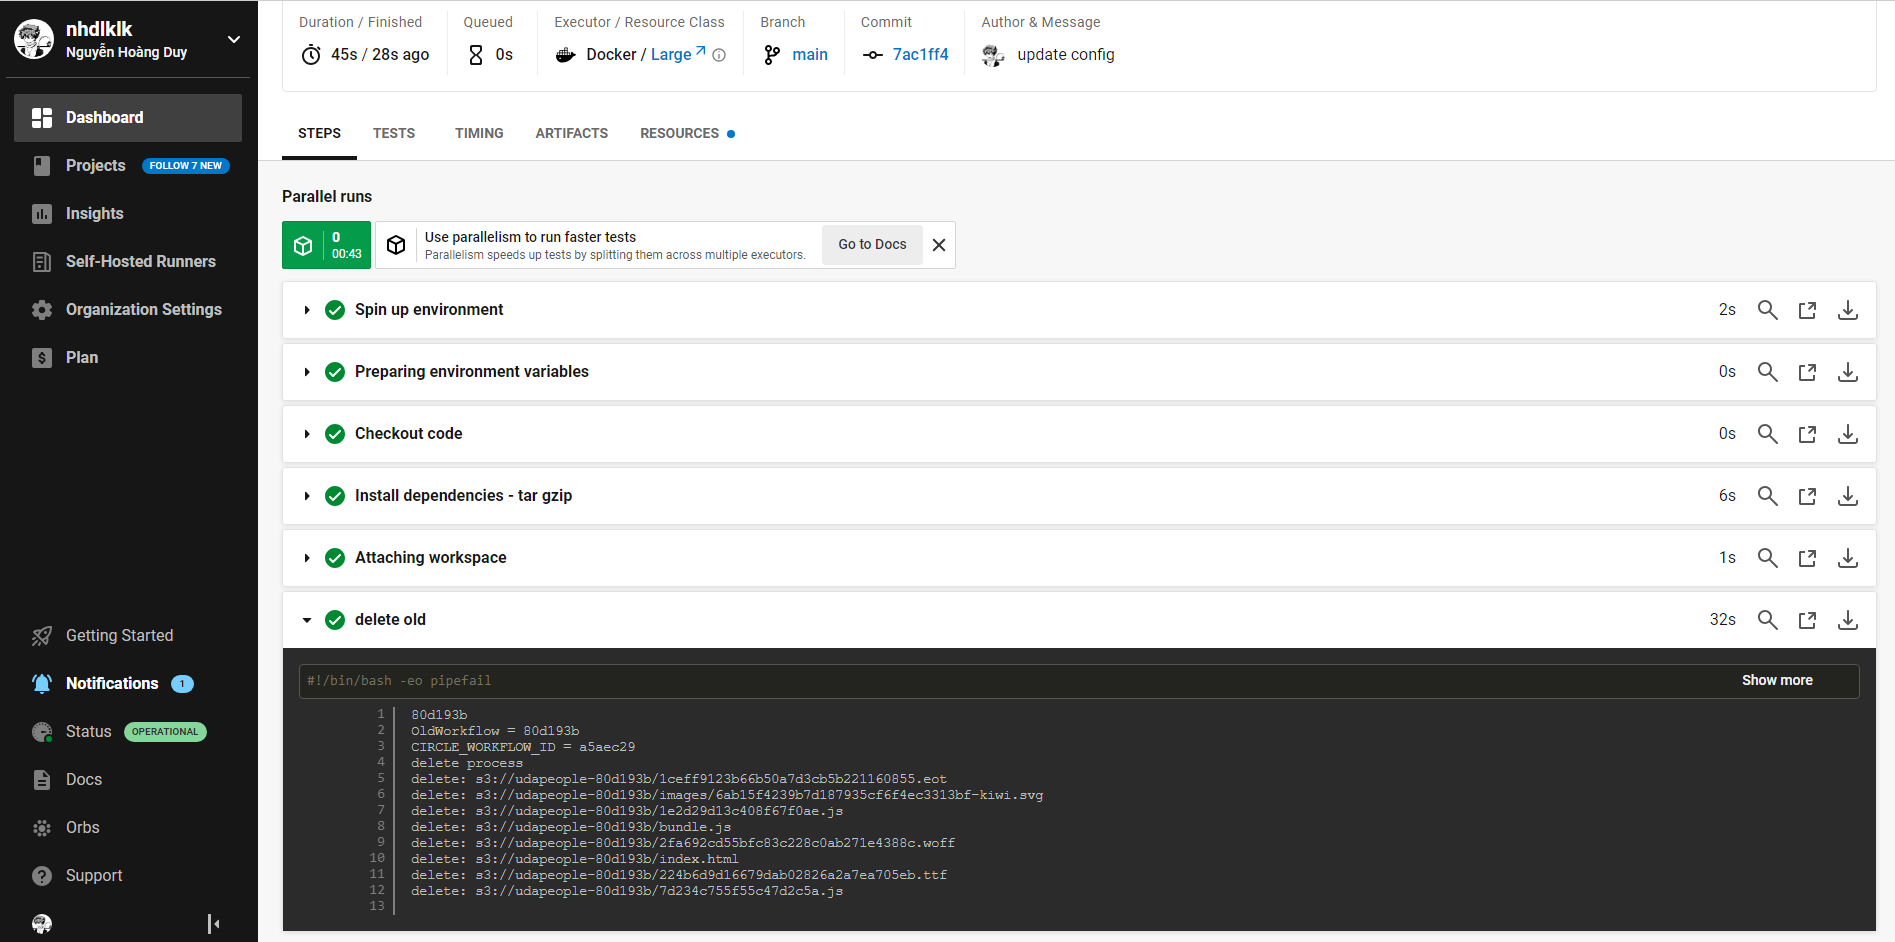 nhdlklk
Nguyễn Hoàng Duy
Dashboard
Projects FOLLOW 7 NEW
Insights
Self-Hosted Runners
Organization Settings
Plan
Getting Started
Notifications 1
Status OPERATIONAL
Docs
Orbs
Support
Duration / Finished
45s / 28s ago
Queued
0s
Executor / Resource Class
Docker / Large
Branch
main
Commit
7ac1ff4
Author & Message
update config
STEPS TESTS TIMING ARTIFACTS RESOURCES
Parallel runs
0
00:43
Use parallelism to run faster tests
Parallelism speeds up tests by splitting them across multiple executors.
Go to Docs
Spin up environment 2s
Preparing environment variables 0s
Checkout code 0s
Install dependencies - tar gzip 6s
Attaching workspace 1s
delete old 32s
#!/bin/bash -eo pipefail Show more
1 80d193b
2 OldWorkflow = 80d193b
3 CIRCLE_WORKFLOW_ID = a5aec29
4 delete process
5 delete: s3://udapeople-80d193b/1ceff9123b66b50a7d3cb5b221160855.eot
6 delete: s3://udapeople-80d193b/images/6ab15f4239b7d187935cf6f4ec3313bf-kiwi.svg
7 delete: s3://udapeople-80d193b/1e2d29d13c408f67f0ae.js
8 delete: s3://udapeople-80d193b/bundle.js
9 delete: s3://udapeople-80d193b/2fa692cd55bfc83c228c0ab271e4388c.woff
10 delete: s3://udapeople-80d193b/index.html
11 delete: s3://udapeople-80d193b/224b6d9d16679dab02826a2a7ea705eb.ttf
12 delete: s3://udapeople-80d193b/7d234c755f55c47d2c5a.js
13